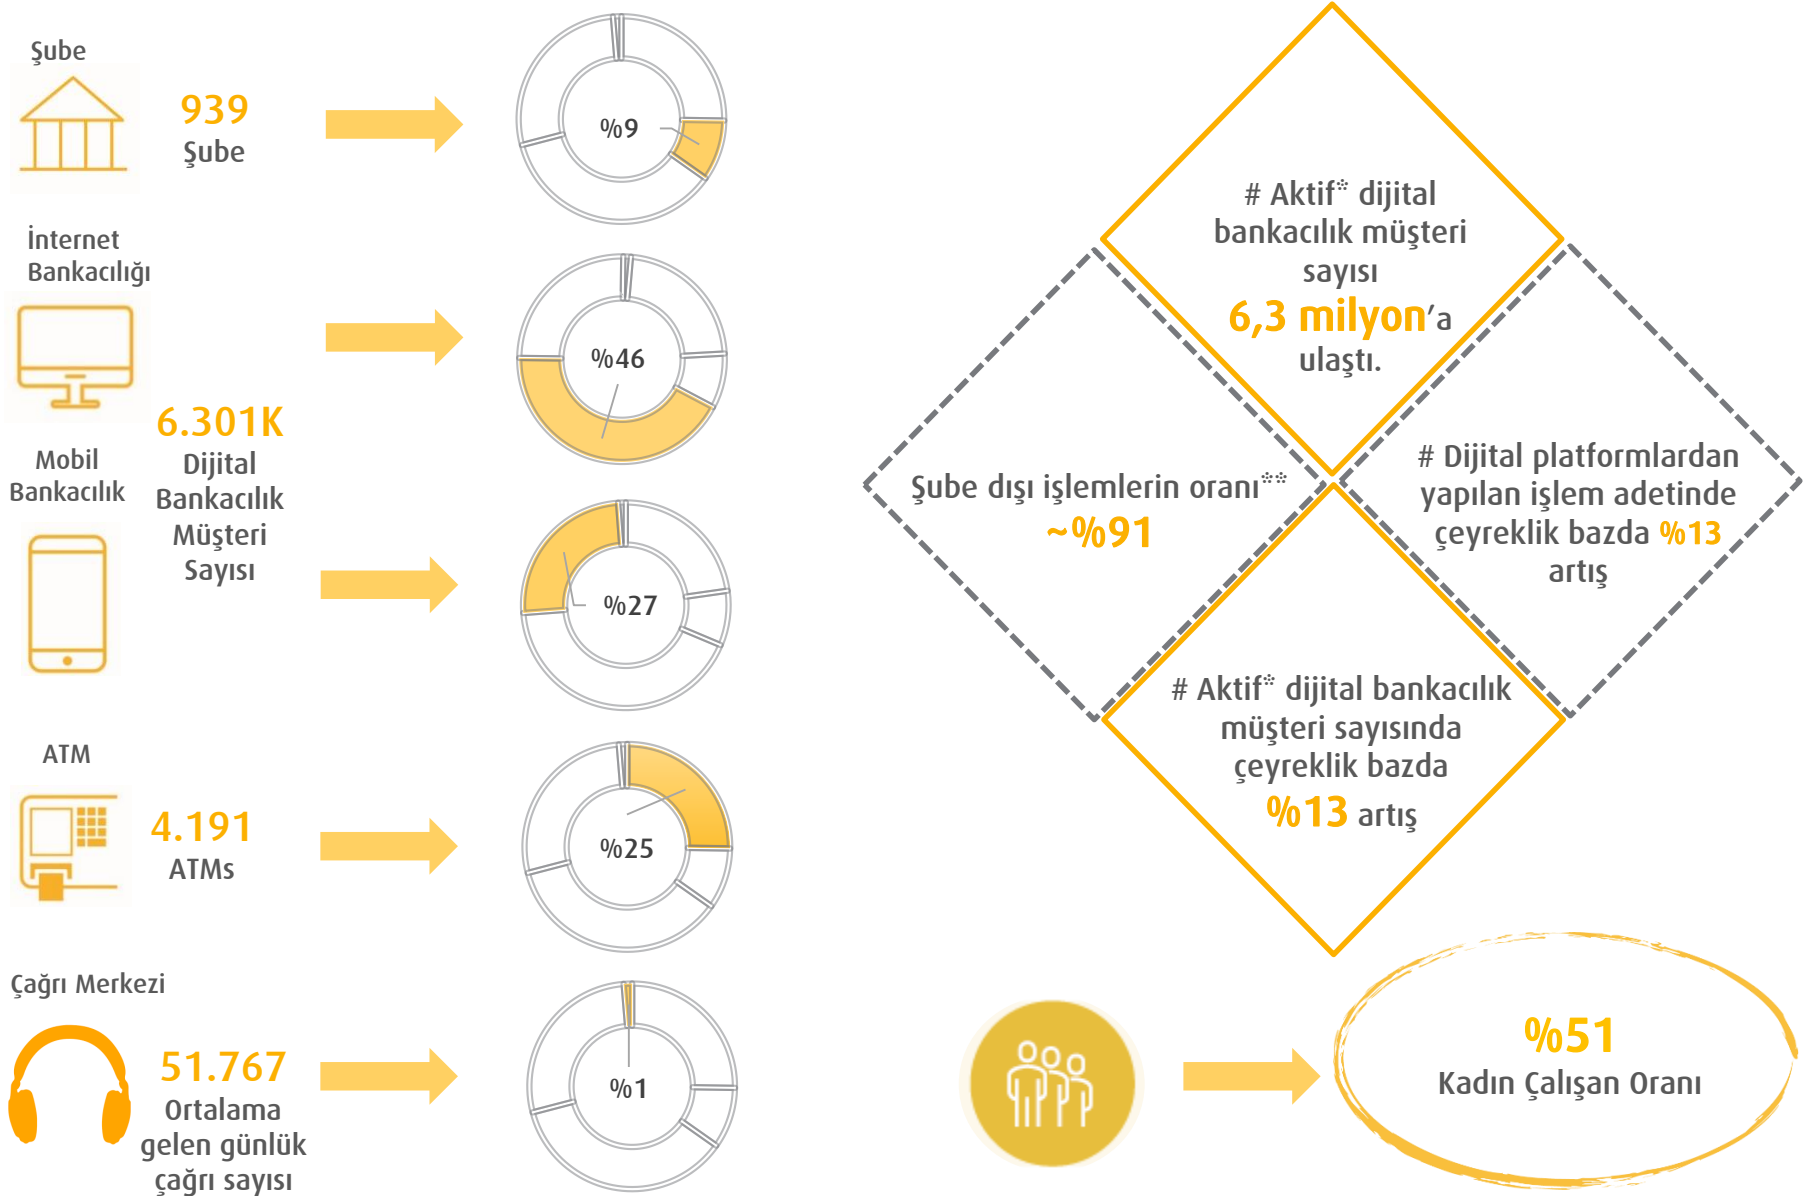 Şube
939
Şube
%9
İnternet
Bankacılığı
%46
6.301K
Dijital
Bankacılık
Müşteri
Sayısı
Mobil
Bankacılık
%27
ATM
4.191
ATMs
%25
Çağrı Merkezi
51.767
Ortalama
gelen günlük
çağrı sayısı
%1
# Aktif* dijital
bankacılık müşteri
sayısı
6,3 milyon'a
ulaştı.
Şube dışı işlemlerin oranı**
~%91
# Dijital platformlardan
yapılan işlem adetinde
çeyreklik bazda %13
artış
# Aktif* dijital bankacılık
müşteri sayısında
çeyreklik bazda
%13 artış
%51
Kadın Çalışan Oranı